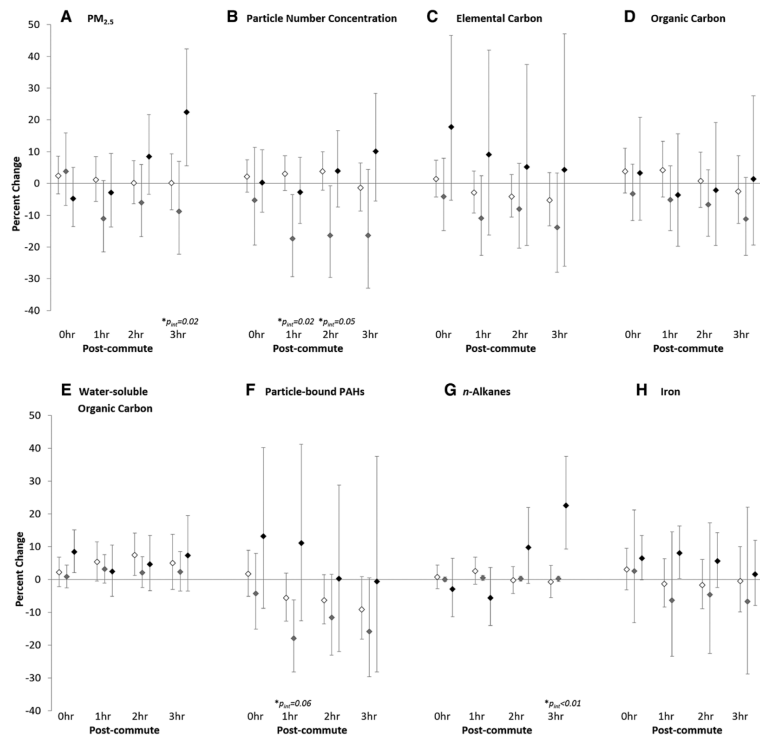 A PM2.5
B Particle Number Concentration
C Elemental Carbon
D Organic Carbon
50
40
30
20
10
0
-10
-20
-30
-40
Percent Change
*pint=0.02
*pint=0.02 *pint=0.05
0hr 1hr 2hr 3hr
0hr 1hr 2hr 3hr
0hr 1hr 2hr 3hr
0hr 1hr 2hr 3hr
Post-commute
Post-commute
Post-commute
Post-commute
E Water-soluble
Organic Carbon
F Particle-bound PAHs
G n-Alkanes
H Iron
50
40
30
20
10
0
-10
-20
-30
-40
Percent Change
*pint=0.06
*pint<0.01
0hr 1hr 2hr 3hr
0hr 1hr 2hr 3hr
0hr 1hr 2hr 3hr
0hr 1hr 2hr 3hr
Post-commute
Post-commute
Post-commute
Post-commute